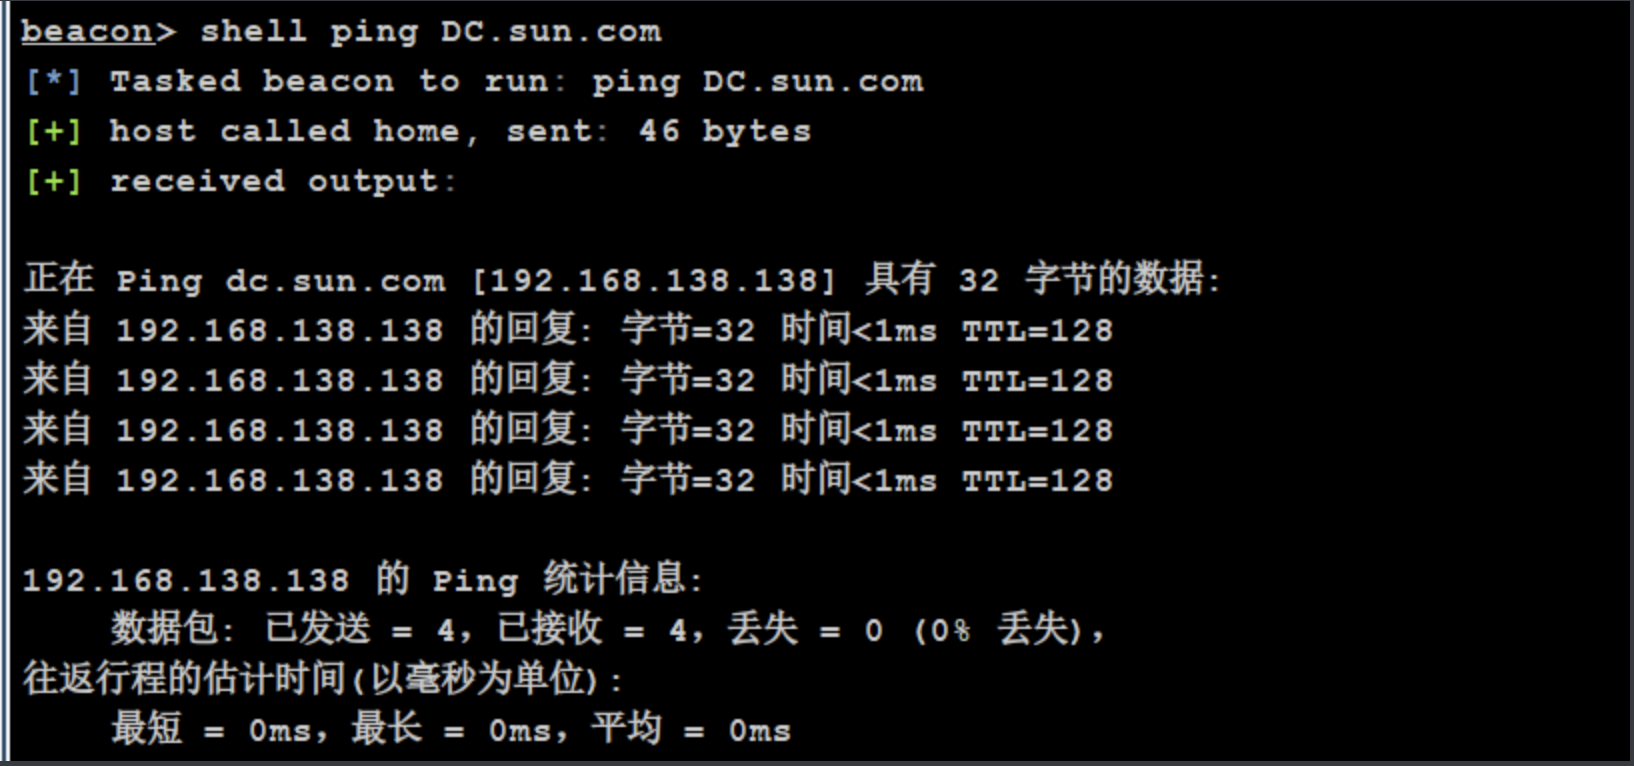 beacon> shell ping DC.sun.com
[*] Tasked beacon to run: ping DC.sun.com
[+] host called home, sent: 46 bytes
[+] received output:
正在 Ping dc.sun.com [192.168.138.138] 具有 32 字节的数据:
来自 192.168.138.138 的回复: 字节=32 时间<1ms TTL=128
来自 192.168.138.138 的回复: 字节=32 时间<1ms TTL=128
来自 192.168.138.138 的回复: 字节=32 时间<1ms TTL=128
来自 192.168.138.138 的回复: 字节=32 时间<1ms TTL=128
192.168.138.138 的 Ping 统计信息:
数据包: 已发送 = 4，已接收 = 4，丢失 = 0 (0% 丢失)，
往返行程的估计时间(以毫秒为单位):
最短 = 0ms，最长 = 0ms，平均 = 0ms